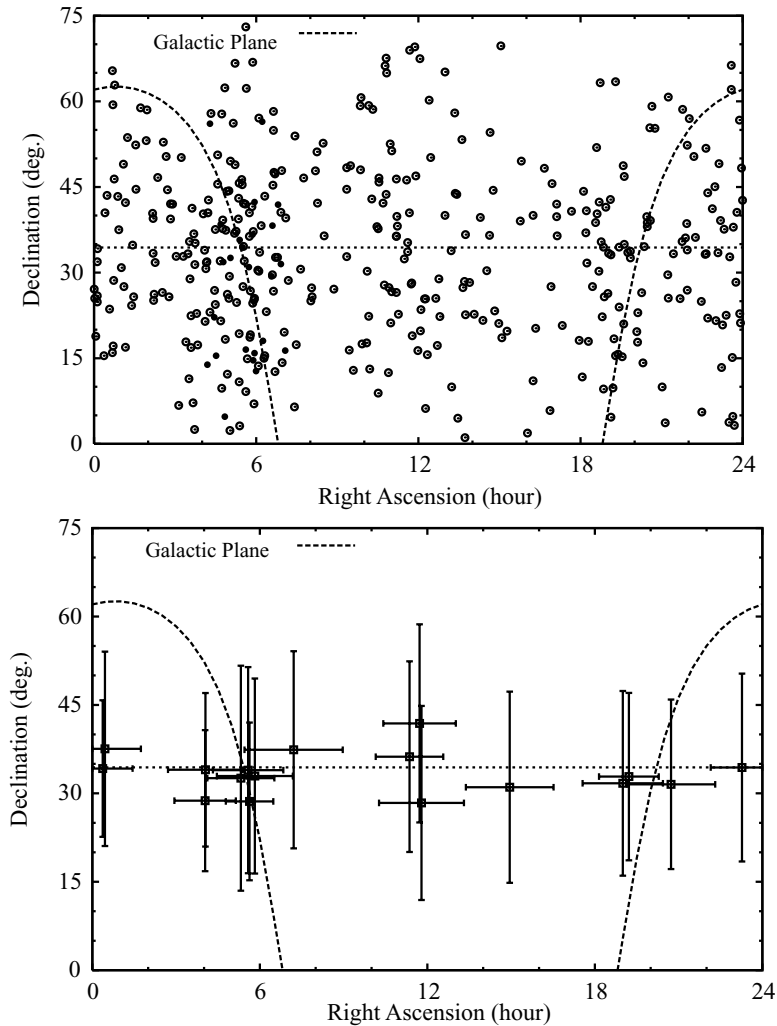 75
Galactic Plane
60
45
Declination (deg.)
30
15
0
0 6 12 18 24
Right Ascension (hour)
75
Galactic Plane
60
45
Declination (deg.)
30
15
0
0 6 12 18 24
Right Ascension (hour)